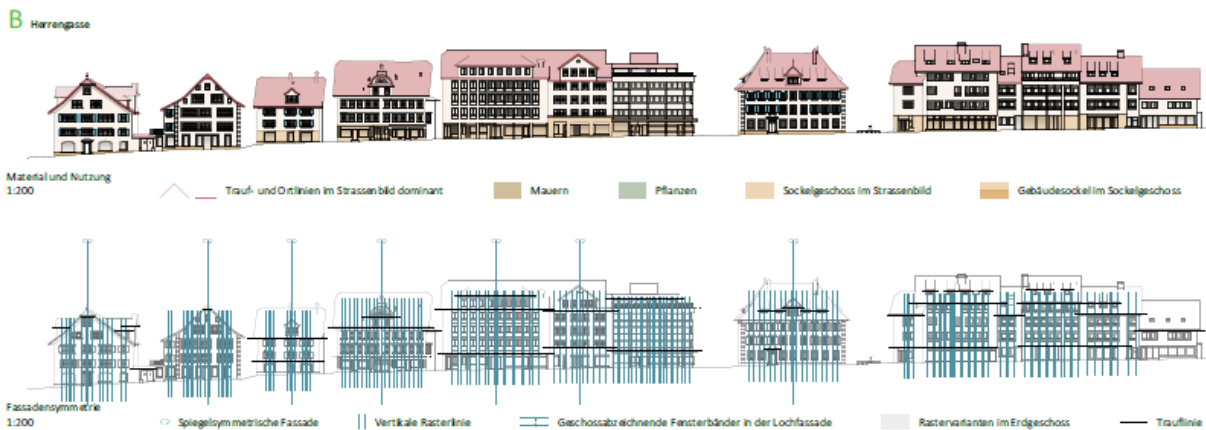 B Herrengasse
Material und Nutzung
1:200
Trauf- und Ortlinien im Strassenbild dominant
Mauern
Pflanzen
Sockelgeschoss im Strassenbild
Gebäudesockel im Sockelgeschoss
Fassadensymmetrie
1:200
Spiegelsymmetrische Fassade
Vertikale Rasterlinie
Geschossabzeichnende Fensterbänder in der Lochfassade
Rastervarianten im Erdgeschoss
Trauflinie